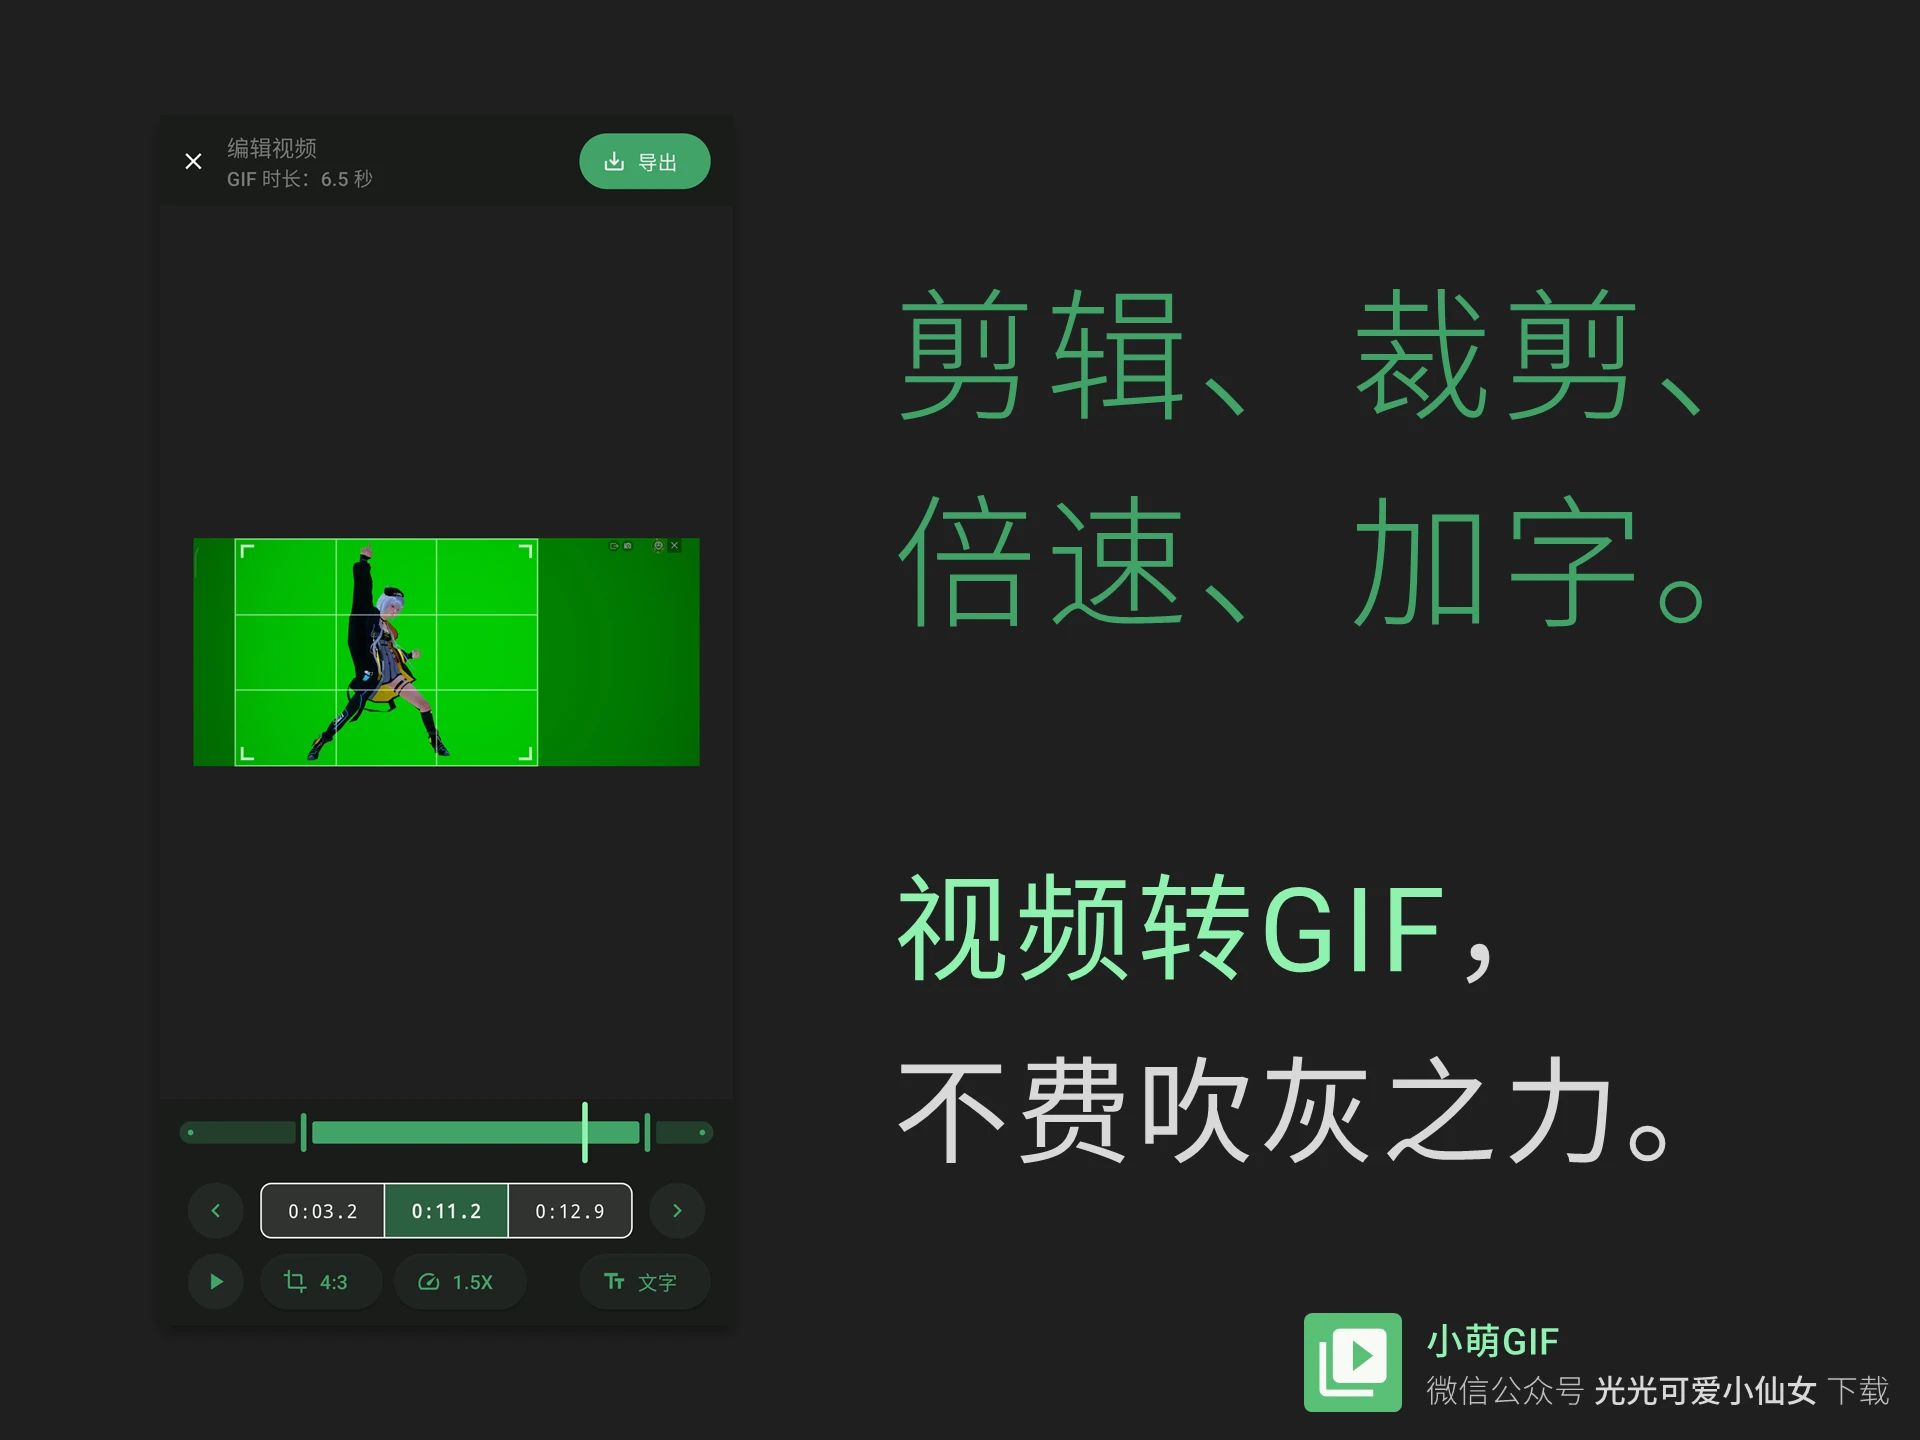 编辑视频
GIF 时长：6.5 秒
导出
剪辑、裁剪、
倍速、加字。
视频转GIF，
不费吹灰之力。
0:03.2
0:11.2
0:12.9
4:3
1.5X
Tт 文字
小萌GIF
微信公众号 光光可爱小仙女 下载